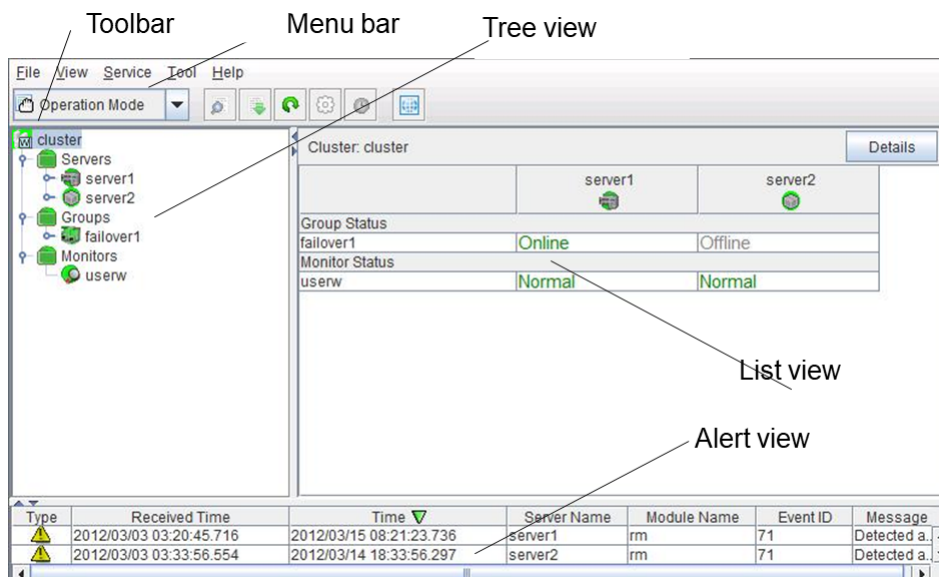 Toolbar Menu bar Tree view
File View Service Tool Help
Operation Mode
cluster
Servers
server1
server2
Groups
failover1
Monitors
userw
Cluster: cluster Details
server1 server2
Group Status
failover1 Online Offline
Monitor Status
userw Normal Normal
List view
Alert view
Type Received Time Time Server Name Module Name Event ID Message
2012/03/03 03:20:45.716 2012/03/15 08:21:23.736 server1 rm 71 Detected a..
2012/03/03 03:33:56.554 2012/03/14 18:33:56.297 server2 rm 71 Detected a..